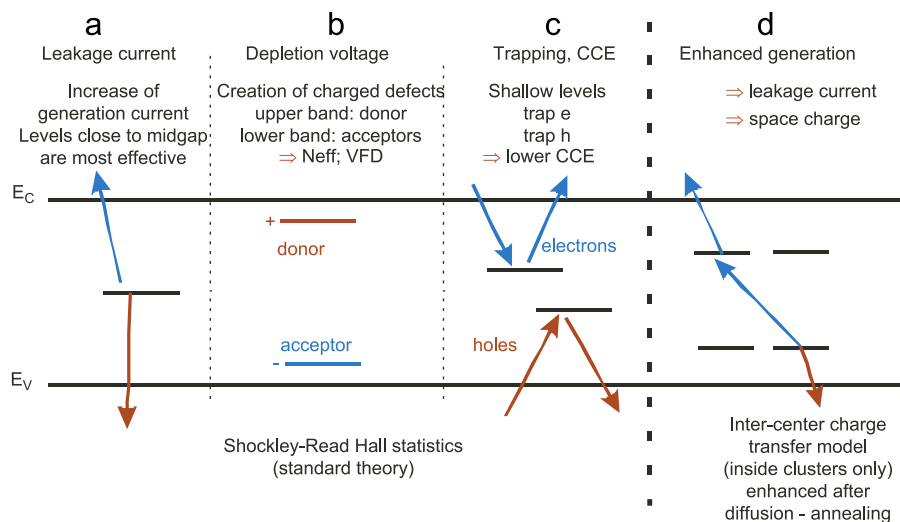 a
Leakage current
Increase of
generation current
Levels close to midgap
are most effective
b
Depletion voltage
Creation of charged defects
upper band: donor
lower band: acceptors
⇒ Neff; VFD
c
Trapping, CCE
Shallow levels
trap e
trap h
⇒ lower CCE
d
Enhanced generation
⇒ leakage current
⇒ space charge
E_C
+
donor
electrons
acceptor
-
holes
E_V
Shockley-Read Hall statistics
(standard theory)
Inter-center charge
transfer model
(inside clusters only)
enhanced after
diffusion - annealing